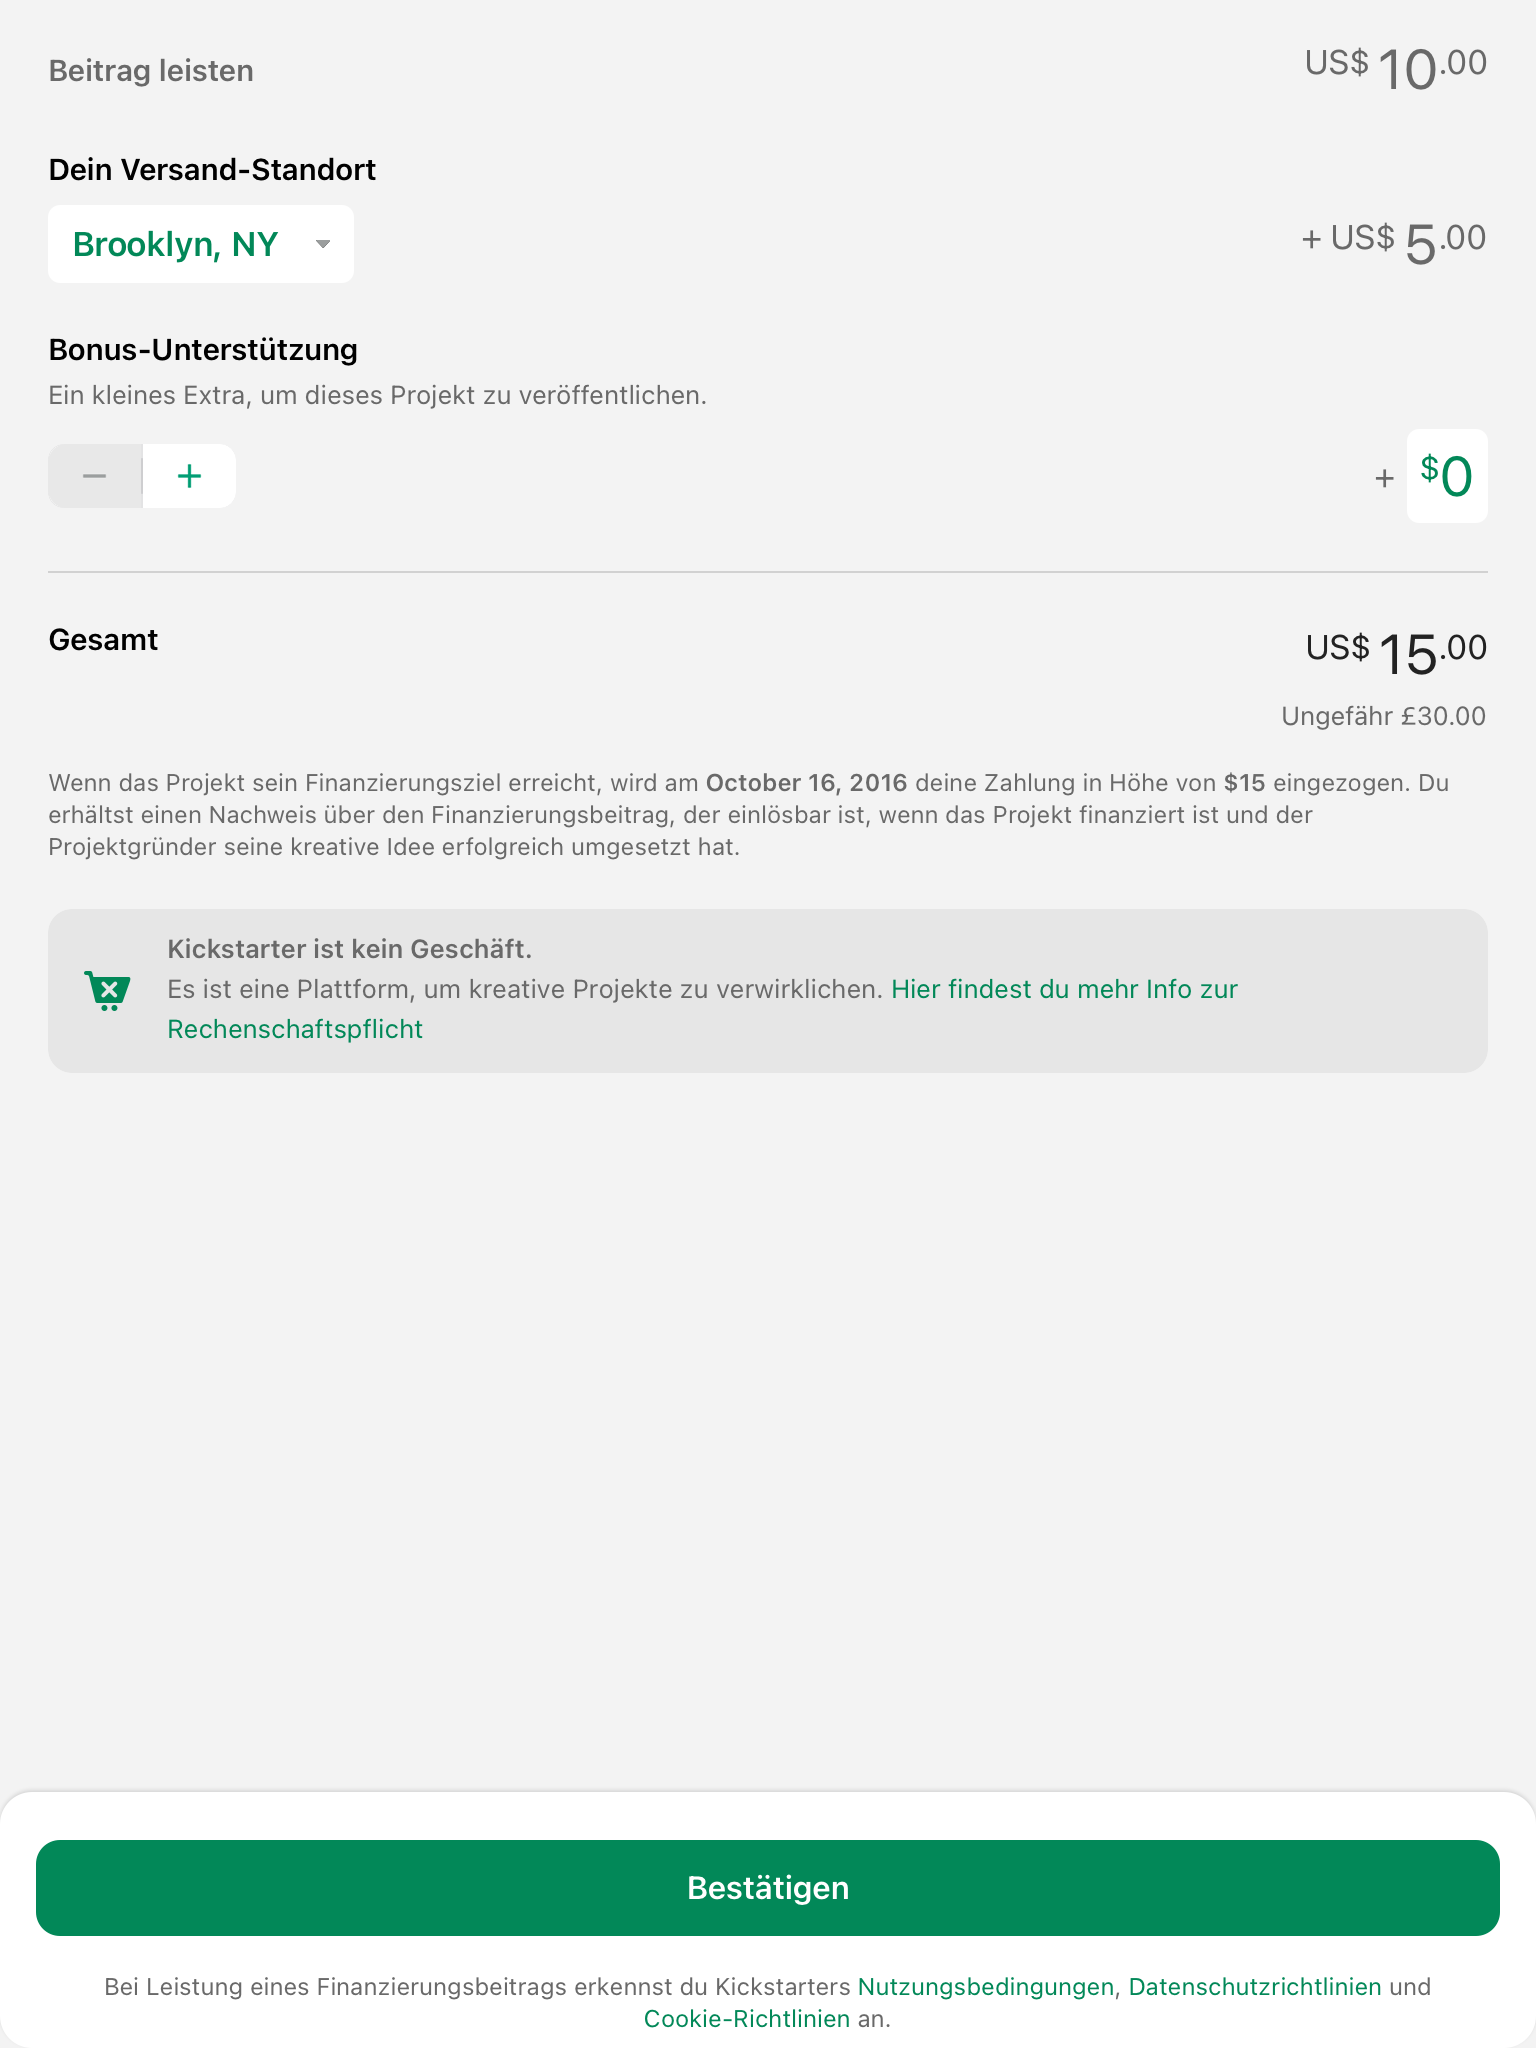 Beitrag leisten US$ 10.00
Dein Versand-Standort
Brooklyn, NY + US$ 5.00
Bonus-Unterstützung
Ein kleines Extra, um dieses Projekt zu veröffentlichen.
− + + $0
Gesamt US$ 15.00
Ungefähr £30.00
Wenn das Projekt sein Finanzierungsziel erreicht, wird am October 16, 2016 deine Zahlung in Höhe von $15 eingezogen. Du
erhältst einen Nachweis über den Finanzierungsbeitrag, der einlösbar ist, wenn das Projekt finanziert ist und der
Projektgründer seine kreative Idee erfolgreich umgesetzt hat.
Kickstarter ist kein Geschäft.
Es ist eine Plattform, um kreative Projekte zu verwirklichen. Hier findest du mehr Info zur
Rechenschaftspflicht
Bestätigen
Bei Leistung eines Finanzierungsbeitrags erkennst du Kickstarters Nutzungsbedingungen, Datenschutzrichtlinien und
Cookie-Richtlinien an.